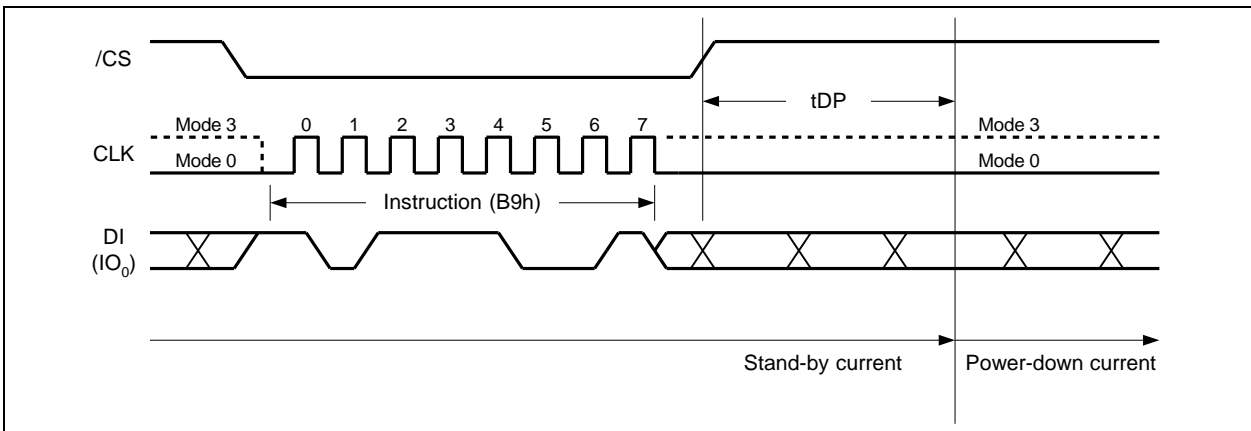 /CS
tDP
Mode 3 0 1 2 3 4 5 6 7 Mode 3
CLK
Mode 0 Mode 0
Instruction (B9h)
DI
(IO₀)
Stand-by current Power-down current